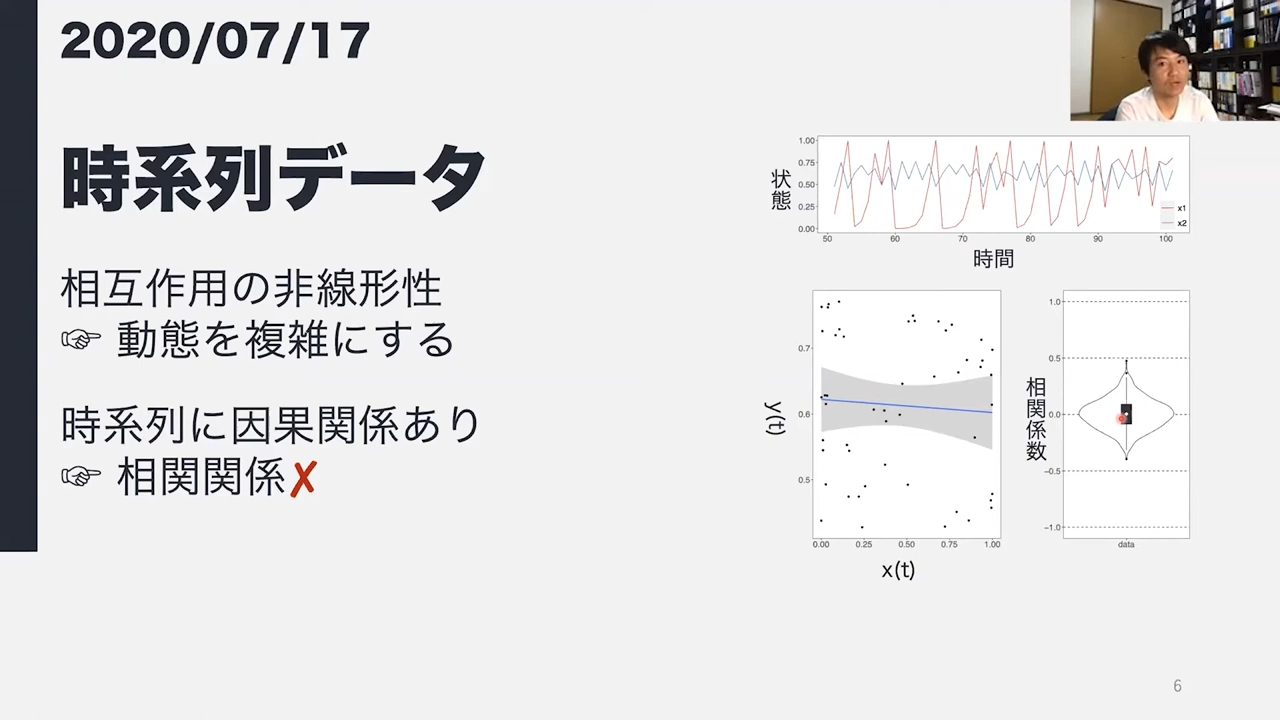 2020/07/17
時系列データ
相互作用の非線形性
☞ 動態を複雑にする
時系列に因果関係あり
☞ 相関関係✗
状態
1.00
0.75
0.50
0.25
0.00
50 60 70 80 90 100
x1
x2
時間
y(t)
0.7
0.6
0.5
0.00 0.25 0.50 0.75 1.00
x(t)
相関係数
1.0
0.5
0.0
−0.5
−1.0
data
6